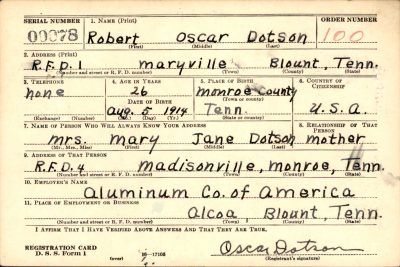 SERIAL NUMBER 1. NAME (Print) ORDER NUMBER
00078 Robert Oscar Dotson 100
(First) (Middle) (Last)
2. ADDRESS (Print)
R.F.D. 1 maryville Blount, Tenn.
(Number and street or R. F. D. number) (Town) (County) (State)
3. TELEPHONE 4. AGE IN YEARS 5. PLACE OF BIRTH 6. COUNTRY OF CITIZENSHIP
none 26 monroe county
DATE OF BIRTH (Town or county)
aug. 5 1914 Tenn. U.S.A.
(Exchange) (Number) (Mo.) (Day) (Yr.) (State or country)
7. NAME OF PERSON WHO WILL ALWAYS KNOW YOUR ADDRESS 8. RELATIONSHIP OF THAT PERSON
mrs. mary Jane Dotson mother
(Mr., Mrs., Miss) (First) (Middle) (Last)
9. ADDRESS OF THAT PERSON
R.F.D. 4 madisonville, monroe, Tenn.
(Number and street or R. F. D. number) (Town) (County) (State)
10. EMPLOYER'S NAME
aluminum Co. of America
11. PLACE OF EMPLOYMENT OR BUSINESS
alcoa Blount, Tenn.
(Number and street or R. F. D. number) (Town) (County) (State)
I AFFIRM THAT I HAVE VERIFIED ABOVE ANSWERS AND THAT THEY ARE TRUE.
REGISTRATION CARD
D. S. S. Form 1 (over) 16—17105 Oscar Dotson
(Registrant's signature)